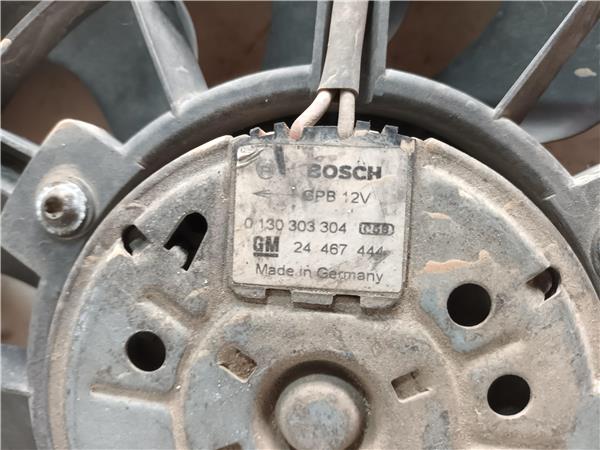 BOSCH
GPB 12V
0 130 303 304
GM 24 467 444
Made in Germany